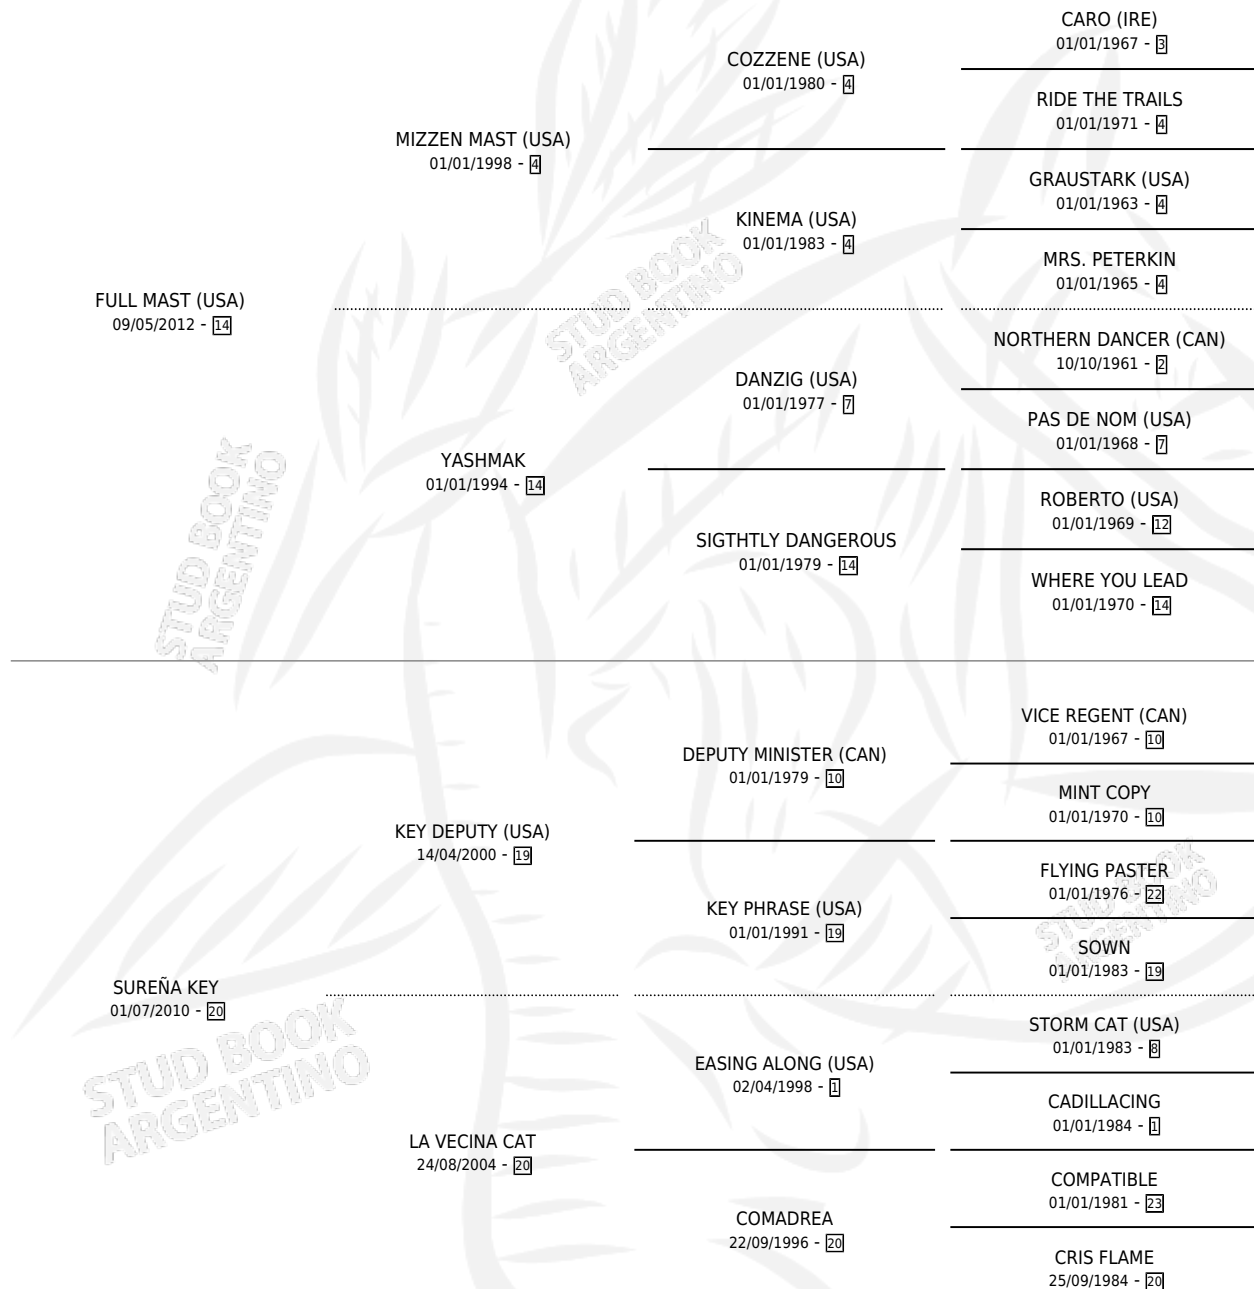 CARO (IRE)
01/01/1967 - 3
COZZENE (USA)
01/01/1980 - 4
RIDE THE TRAILS
01/01/1971 - 4
MIZZEN MAST (USA)
01/01/1998 - 4
GRAUSTARK (USA)
01/01/1963 - 4
KINEMA (USA)
01/01/1983 - 4
MRS. PETERKIN
01/01/1965 - 4
FULL MAST (USA)
09/05/2012 - 14
NORTHERN DANCER (CAN)
10/10/1961 - 2
DANZIG (USA)
01/01/1977 - 7
PAS DE NOM (USA)
01/01/1968 - 7
YASHMAK
01/01/1994 - 14
ROBERTO (USA)
01/01/1969 - 12
SIGTHTLY DANGEROUS
01/01/1979 - 14
WHERE YOU LEAD
01/01/1970 - 14
VICE REGENT (CAN)
01/01/1967 - 10
DEPUTY MINISTER (CAN)
01/01/1979 - 10
MINT COPY
01/01/1970 - 10
KEY DEPUTY (USA)
14/04/2000 - 19
FLYING PASTER
01/01/1976 - 22
KEY PHRASE (USA)
01/01/1991 - 19
SOWN
01/01/1983 - 19
SUREÑA KEY
01/07/2010 - 20
STORM CAT (USA)
01/01/1983 - 8
EASING ALONG (USA)
02/04/1998 - 1
CADILLACING
01/01/1984 - 1
LA VECINA CAT
24/08/2004 - 20
COMPATIBLE
01/01/1981 - 23
COMADREA
22/09/1996 - 20
CRIS FLAME
25/09/1984 - 20
STUD BOOK
ARGENTINO
STUD BOOK
ARGENTINO
STUD BOOK
ARGENTINO
STUD BOOK
ARGENTINO